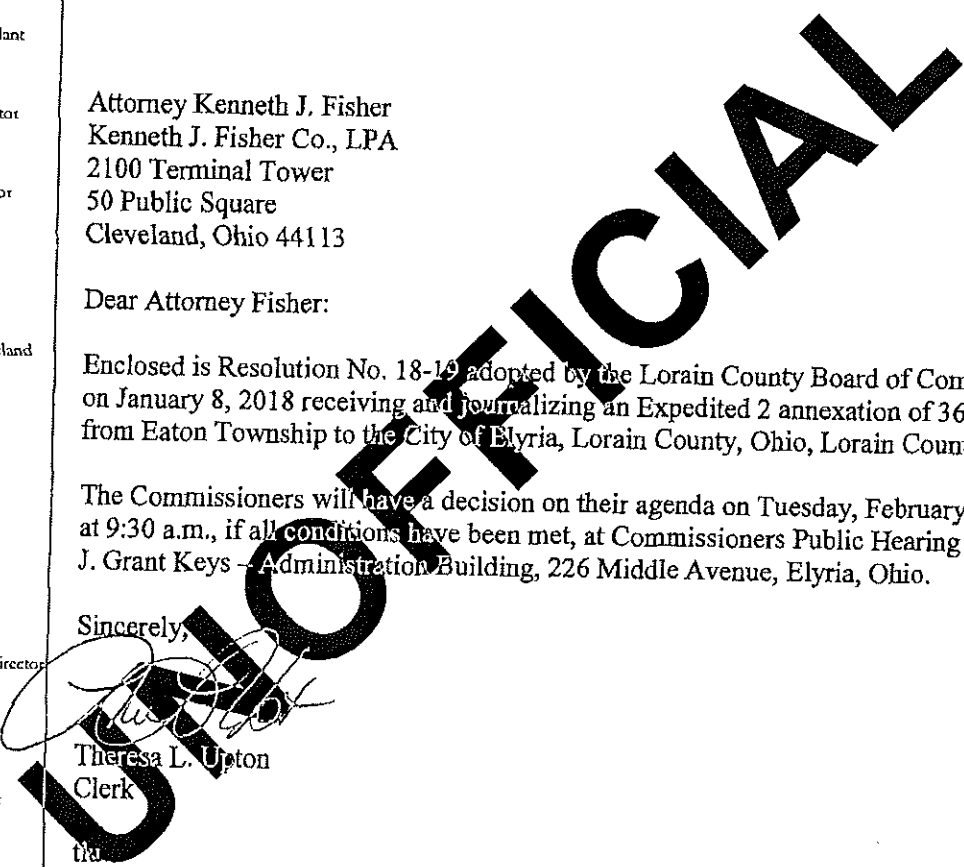 Attorney Kenneth J. Fisher
Kenneth J. Fisher Co., LPA
2100 Terminal Tower
50 Public Square
Cleveland, Ohio 44113
Dear Attorney Fisher:
Enclosed is Resolution No. 18-19 adopted by the Lorain County Board of Com
on January 8, 2018 receiving and journalizing an Expedited 2 annexation of 36
from Eaton Township to the City of Elyria, Lorain County, Ohio, Lorain Coun
The Commissioners will have a decision on their agenda on Tuesday, February
at 9:30 a.m., if all conditions have been met, at Commissioners Public Hearing
J. Grant Keys – Administration Building, 226 Middle Avenue, Elyria, Ohio.
Sincerely,
Theresa L. Upton
Clerk
UNOFFICIAL